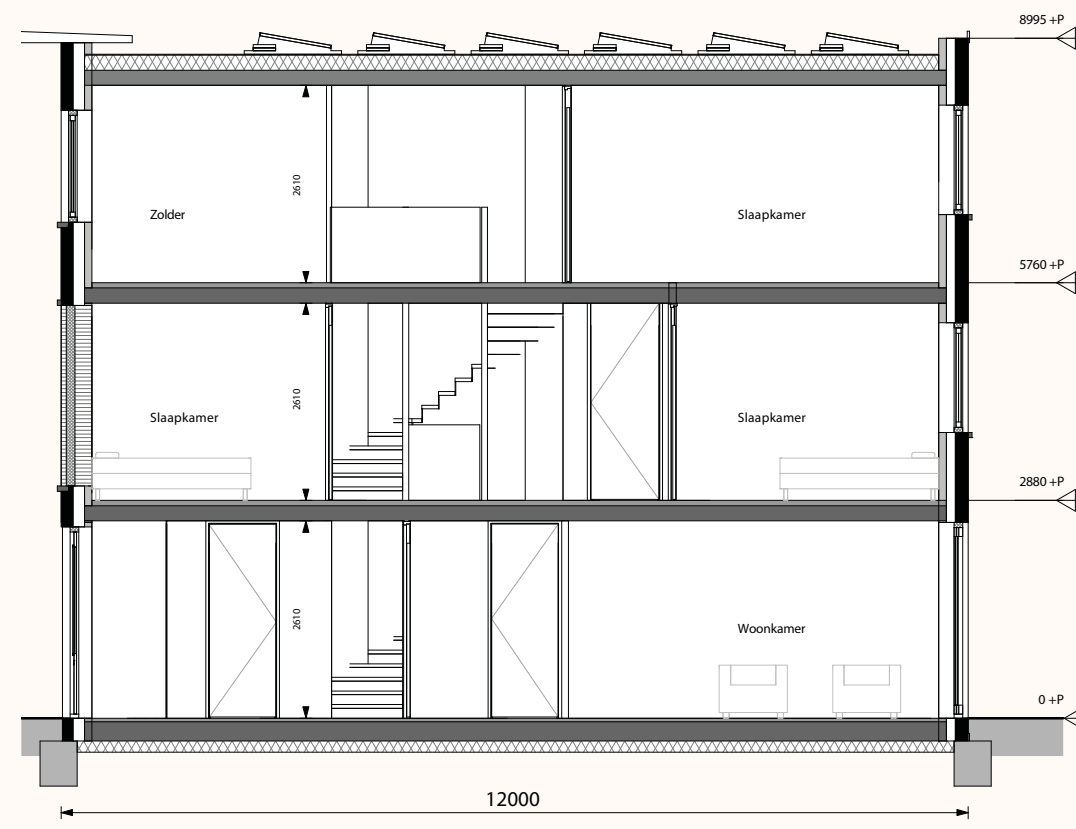 8995 +P
2610
Zolder
Slaapkamer
5760 +P
2610
Slaapkamer
Slaapkamer
2880 +P
2610
Woonkamer
0 +P
12000